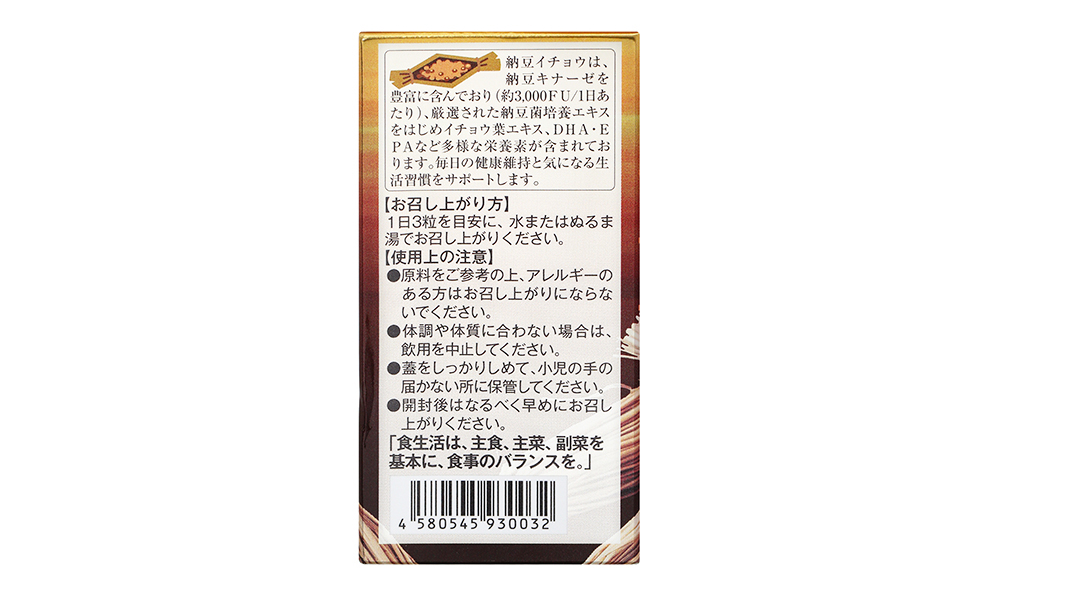 納豆イチョウは、
納豆キナーゼを
豊富に含んでおり（約3,000ＦＵ/1日あ
たり）、厳選された納豆菌培養エキス
をはじめイチョウ葉エキス、ＤＨＡ・Ｅ
ＰＡなど多様な栄養素が含まれてお
ります。毎日の健康維持と気になる生
活習慣をサポートします。
【お召し上がり方】
1日3粒を目安に、水またはぬるま
湯でお召し上がりください。
【使用上の注意】
●原料をご参考の上、アレルギーの
ある方はお召し上がりにならな
いでください。
●体調や体質に合わない場合は、
飲用を中止してください。
●蓋をしっかりしめて、小児の手の
届かない所に保管してください。
●開封後はなるべく早めにお召し
上がりください。
「食生活は、主食、主菜、副菜を
基本に、食事のバランスを。」
4 580545 930032